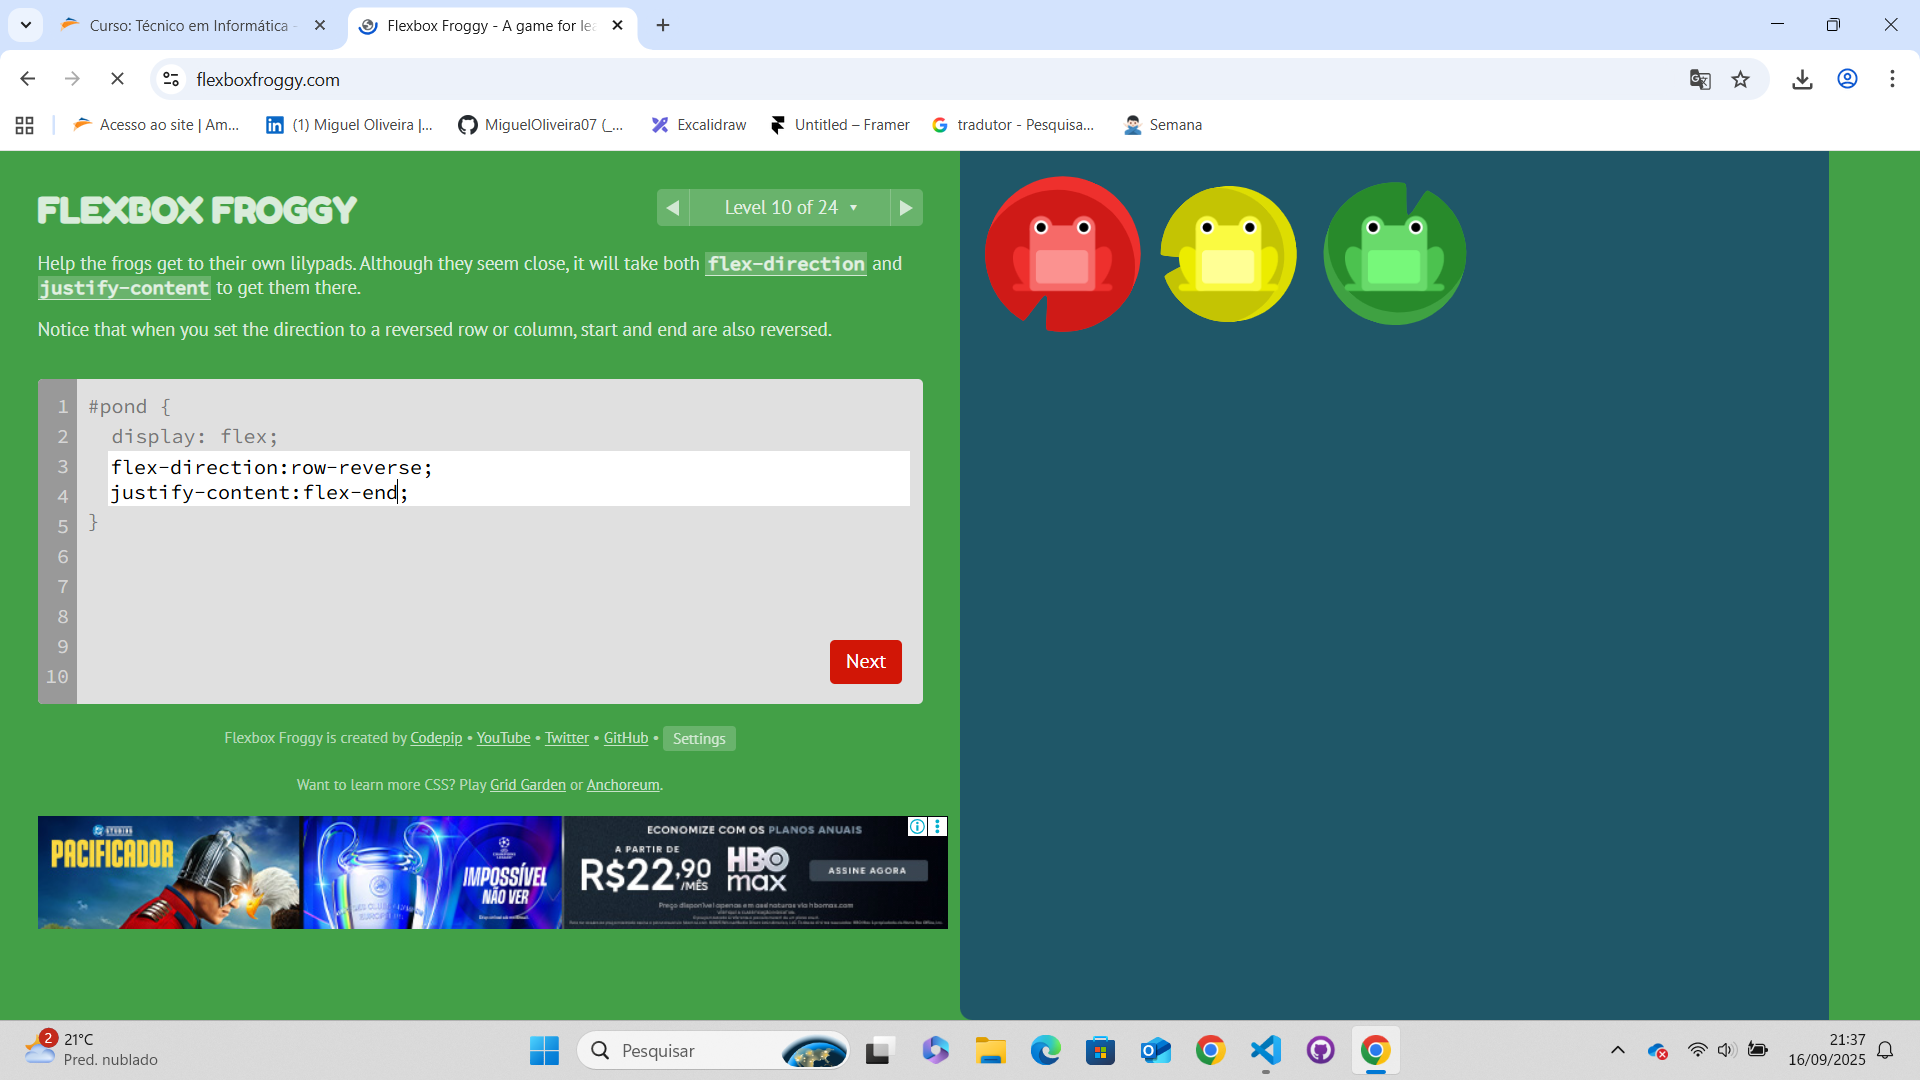 Curso: Técnico em Informática -
Flexbox Froggy - A game for lea
flexboxfroggy.com
Acesso ao site | Am...
(1) Miguel Oliveira |...
MiguelOliveira07 (_...
Excalidraw
Untitled – Framer
tradutor - Pesquisa...
Semana
FLEXBOX FROGGY
Level 10 of 24
Help the frogs get to their own lilypads. Although they seem close, it will take both flex-direction and
justify-content to get them there.
Notice that when you set the direction to a reversed row or column, start and end are also reversed.
1 #pond {
2 display: flex;
3 flex-direction:row-reverse;
4 justify-content:flex-end;
5 }
6
7
8
9
10
Next
Flexbox Froggy is created by Codepip • YouTube • Twitter • GitHub • Settings
Want to learn more CSS? Play Grid Garden or Anchoreum.
STUDIOS
PACIFICADOR
IMPOSSÍVEL
NÃO VER
ECONOMIZE COM OS PLANOS ANUAIS
A PARTIR DE
R$22,90
/MÊS
HBO
max
ASSINE AGORA
2
21°C
Pred. nublado
Pesquisar
21:37
16/09/2025